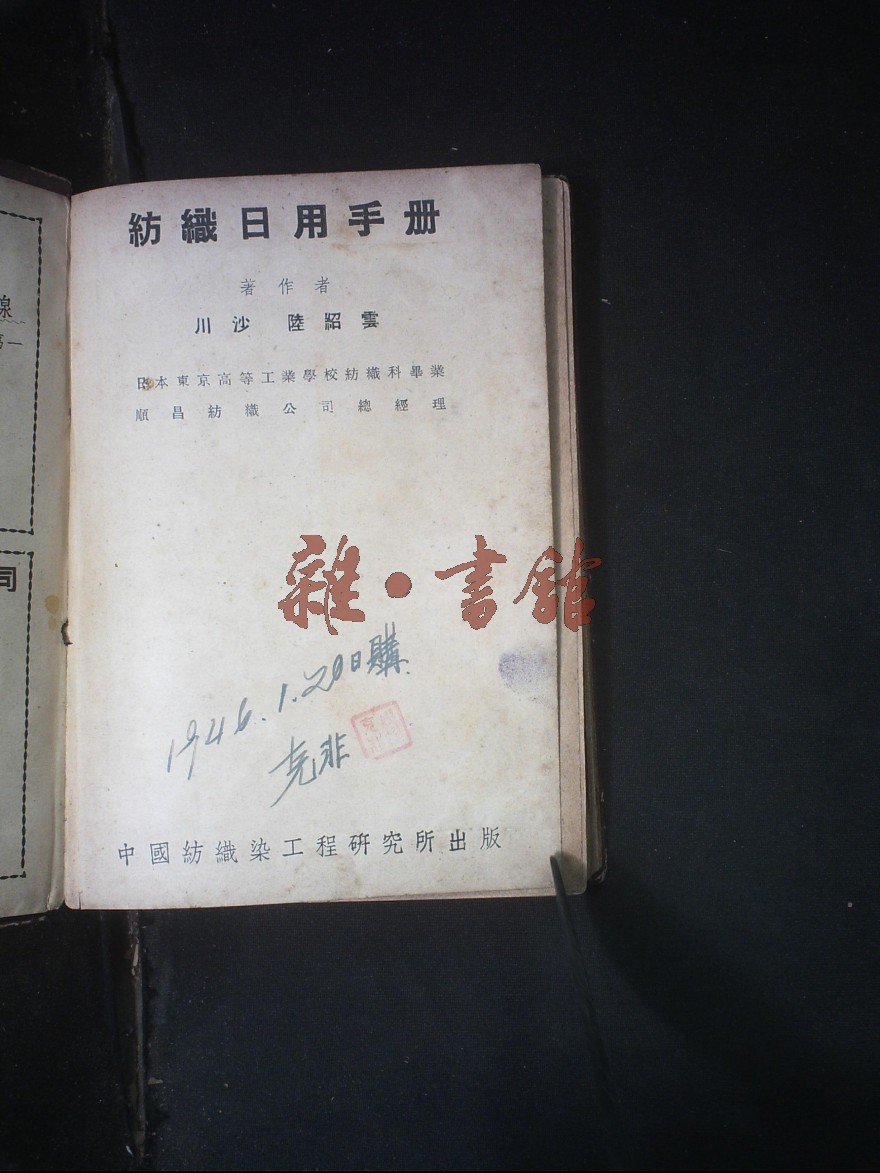 紡織日用手册
著作者
川沙 陸紹雲
日本東京高等工業學校紡織科畢業
順昌紡織公司總經理
雜·書館
1946.1.20日購
克非
中國紡織染工程研究所出版
線
司